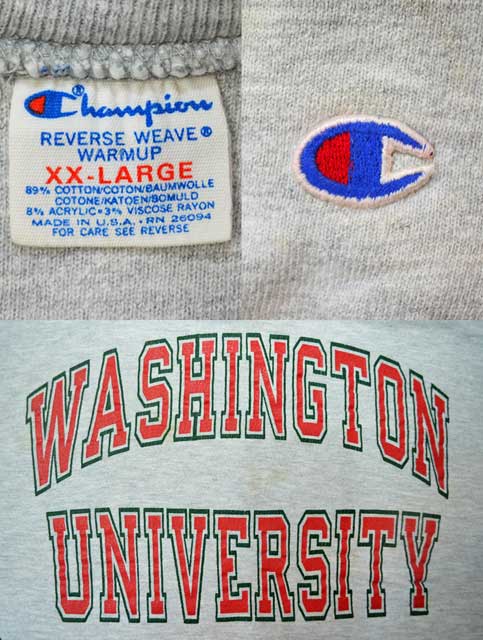 Champion®
REVERSE WEAVE®
WARMUP
XX-LARGE
89% COTTON/COTON/BAUMWOLLE
COTONE/KATOEN/BOMULD
8% ACRYLIC•3% VISCOSE RAYON
MADE IN U.S.A. RN 26094
FOR CARE SEE REVERSE
C
WASHINGTON
UNIVERSITY